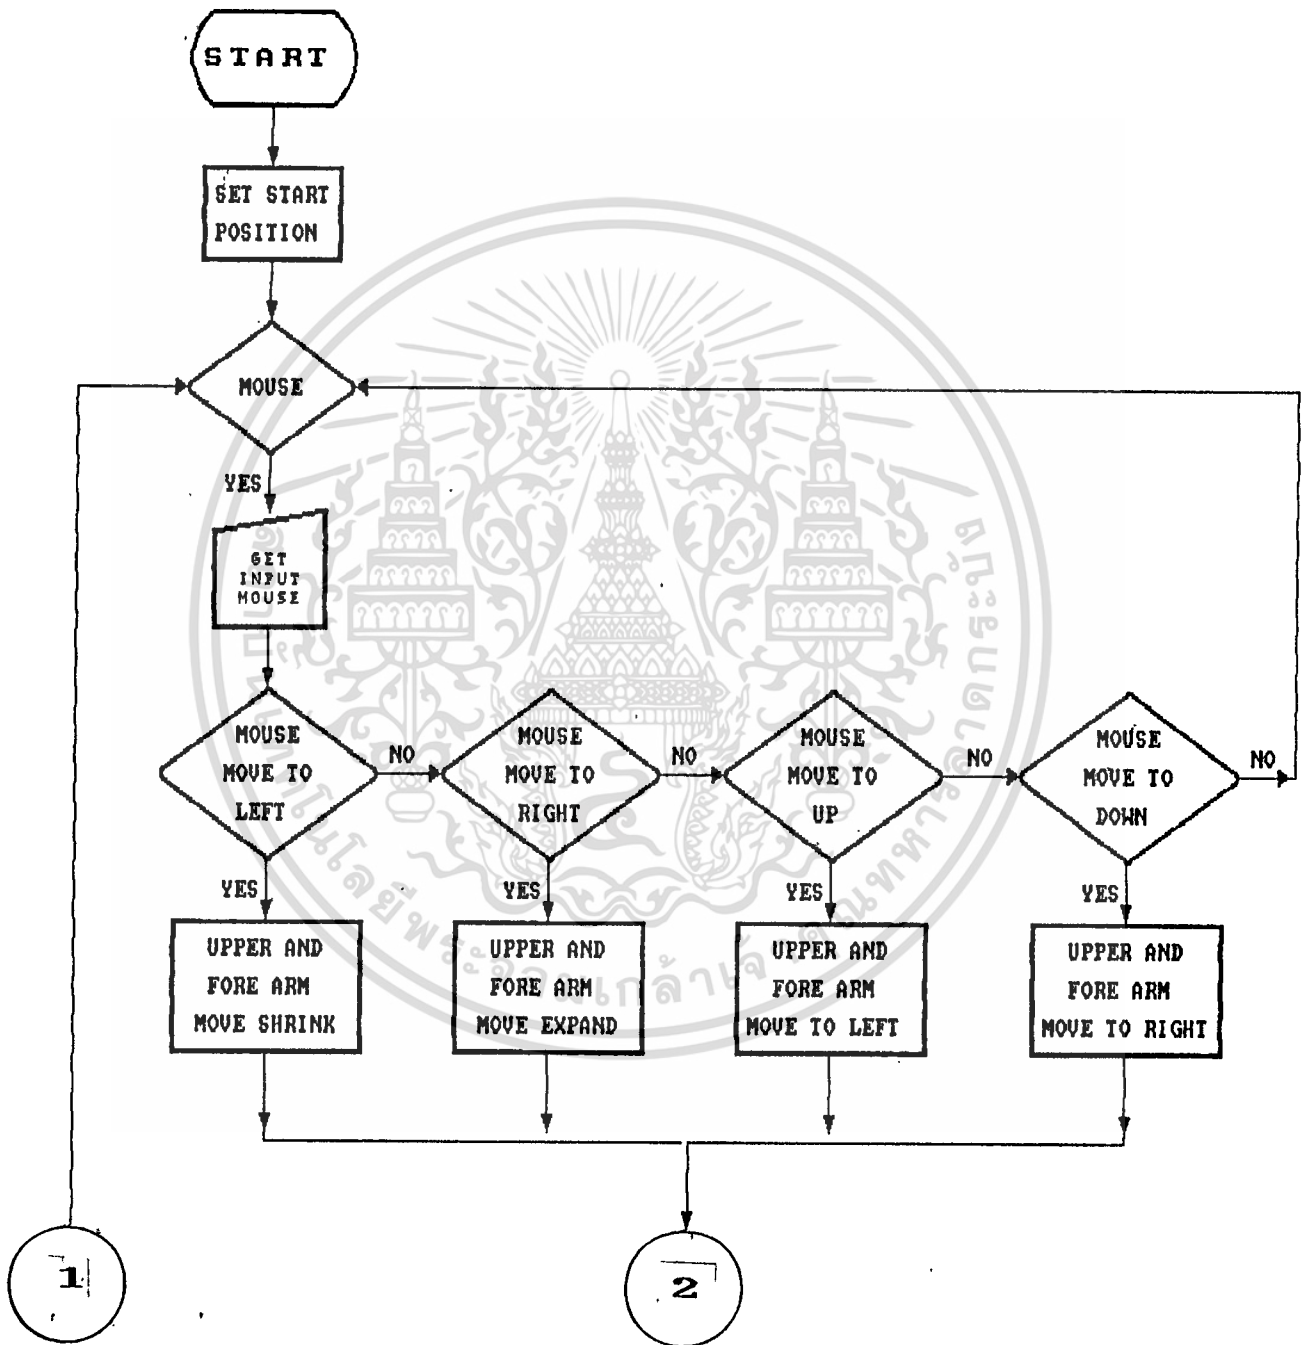 START
SET START
POSITION
MOUSE
YES
GET
INPUT
MOUSE
MOUSE
MOVE TO
LEFT
NO
MOUSE
MOVE TO
RIGHT
NO
MOUSE
MOVE TO
UP
NO
MOUSE
MOVE TO
DOWN
NO
YES
YES
YES
YES
UPPER AND
FORE ARM
MOVE SHRINK
UPPER AND
FORE ARM
MOVE EXPAND
UPPER AND
FORE ARM
MOVE TO LEFT
UPPER AND
FORE ARM
MOVE TO RIGHT
1
2